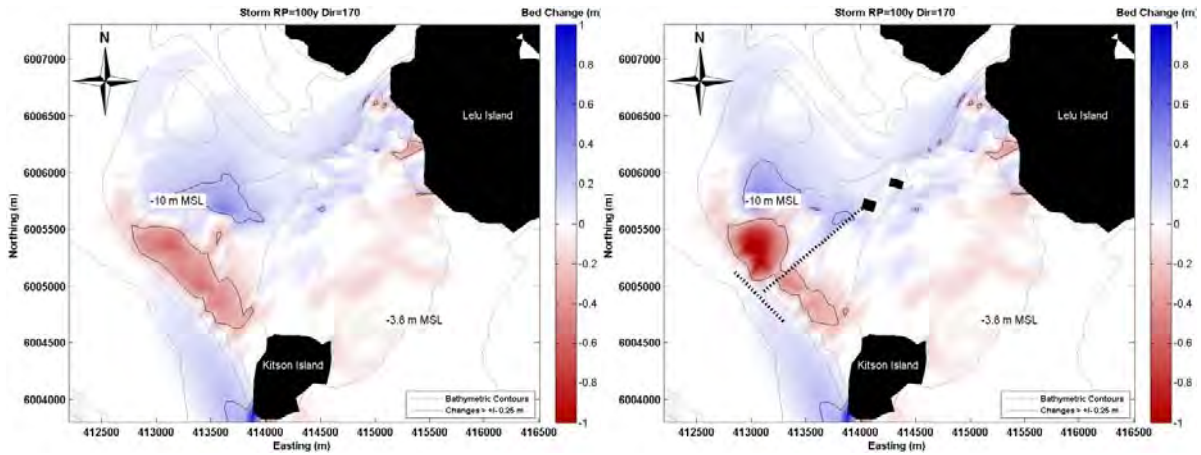 Storm RP=100y Dir=170
Bed Change (m)
N
Lelu Island
-10 m MSL
-3.8 m MSL
Kitson Island
Bathymetric Contours
Changes > +/- 0.25 m
Northing (m)
6007000
6006500
6006000
6005500
6005000
6004500
6004000
412500 413000 413500 414000 414500 415000 415500 416000 416500
Easting (m)
1
0.8
0.6
0.4
0.2
0
-0.2
-0.4
-0.6
-0.8
-1
Storm RP=100y Dir=170
Bed Change (m)
N
Lelu Island
-10 m MSL
-3.8 m MSL
Kitson Island
Bathymetric Contours
Changes > +/- 0.25 m
Northing (m)
6007000
6006500
6006000
6005500
6005000
6004500
6004000
412500 413000 413500 414000 414500 415000 415500 416000 416500
Easting (m)
1
0.8
0.6
0.4
0.2
0
-0.2
-0.4
-0.6
-0.8
-1